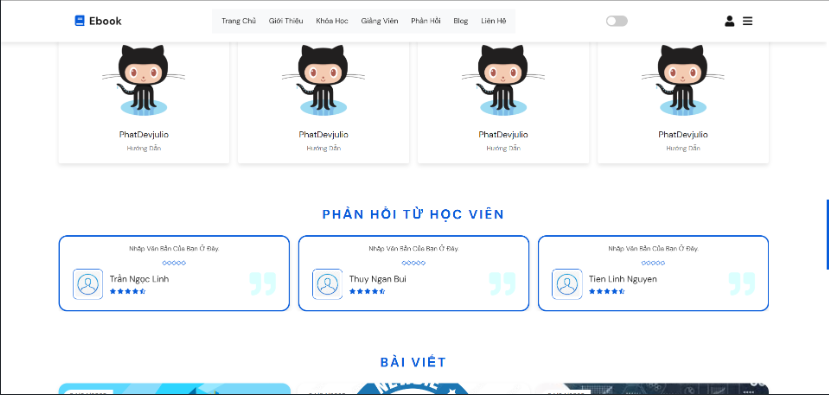 Ebook
Trang Chủ Giới Thiệu Khóa Học Giảng Viên Phản Hồi Blog Liên Hệ
PhatDevjulio PhatDevjulio PhatDevjulio PhatDevjulio
Hướng Dẫn Hướng Dẫn Hướng Dẫn Hướng Dẫn
PHẢN HỒI TỪ HỌC VIÊN
Nhập Văn Bản Của Bạn Ở Đây. Nhập Văn Bản Của Bạn Ở Đây. Nhập Văn Bản Của Bạn Ở Đây.
Trần Ngọc Linh Thuy Ngan Bui Tien Linh Nguyen
BÀI VIẾT